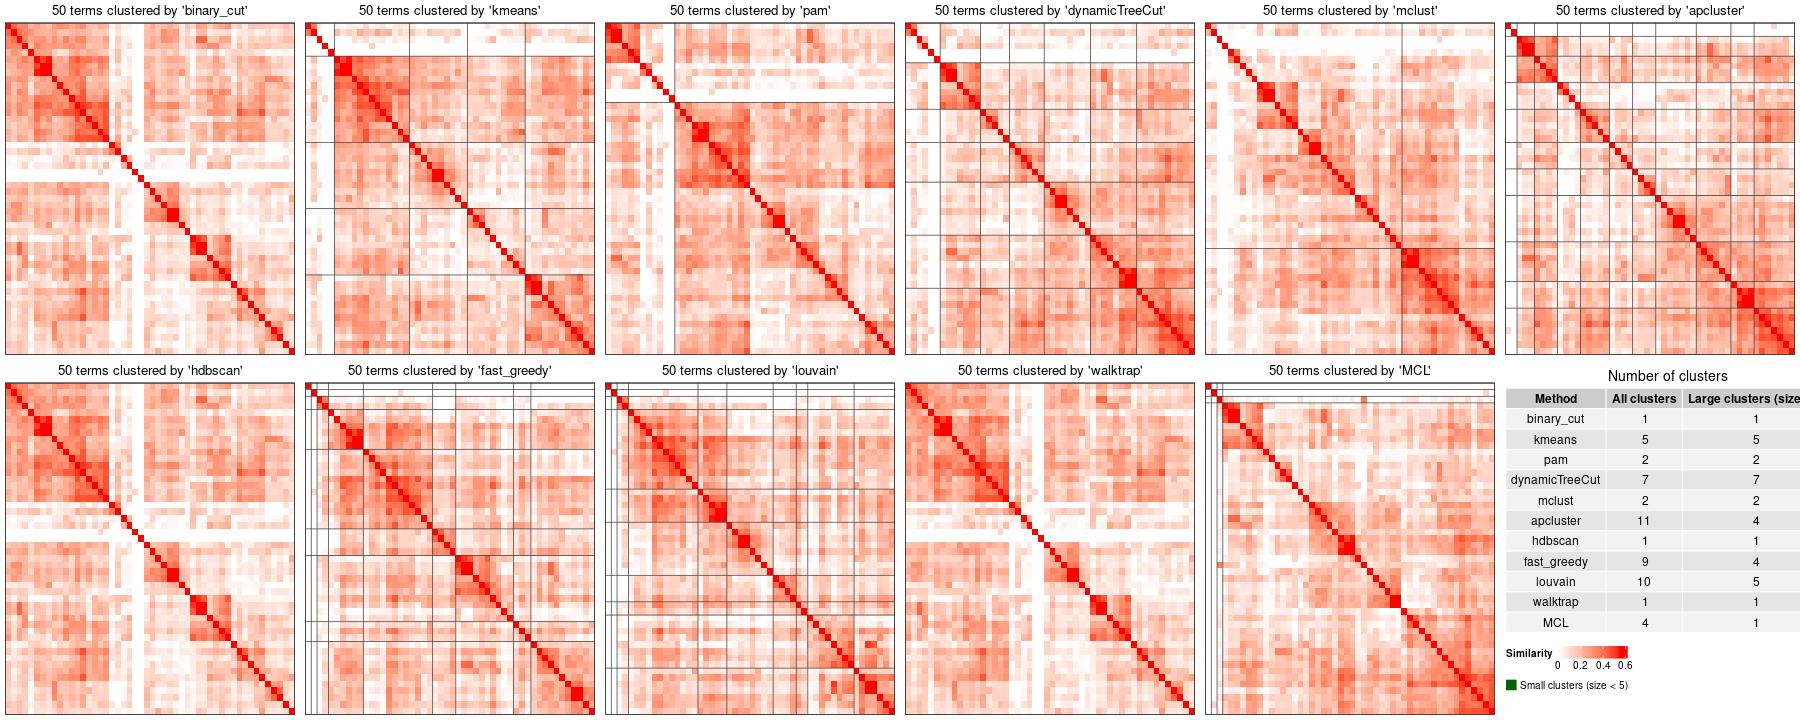 50 terms clustered by 'binary_cut'
50 terms clustered by 'kmeans'
50 terms clustered by 'pam'
50 terms clustered by 'dynamicTreeCut'
50 terms clustered by 'mclust'
50 terms clustered by 'apcluster'
50 terms clustered by 'hdbscan'
50 terms clustered by 'fast_greedy'
50 terms clustered by 'louvain'
50 terms clustered by 'walktrap'
50 terms clustered by 'MCL'
Number of clusters
Method All clusters Large clusters (size
binary_cut 1 1
kmeans 5 5
pam 2 2
dynamicTreeCut 7 7
mclust 2 2
apcluster 11 4
hdbscan 1 1
fast_greedy 9 4
louvain 10 5
walktrap 1 1
MCL 4 1
Similarity
0 0.2 0.4 0.6
Small clusters (size < 5)